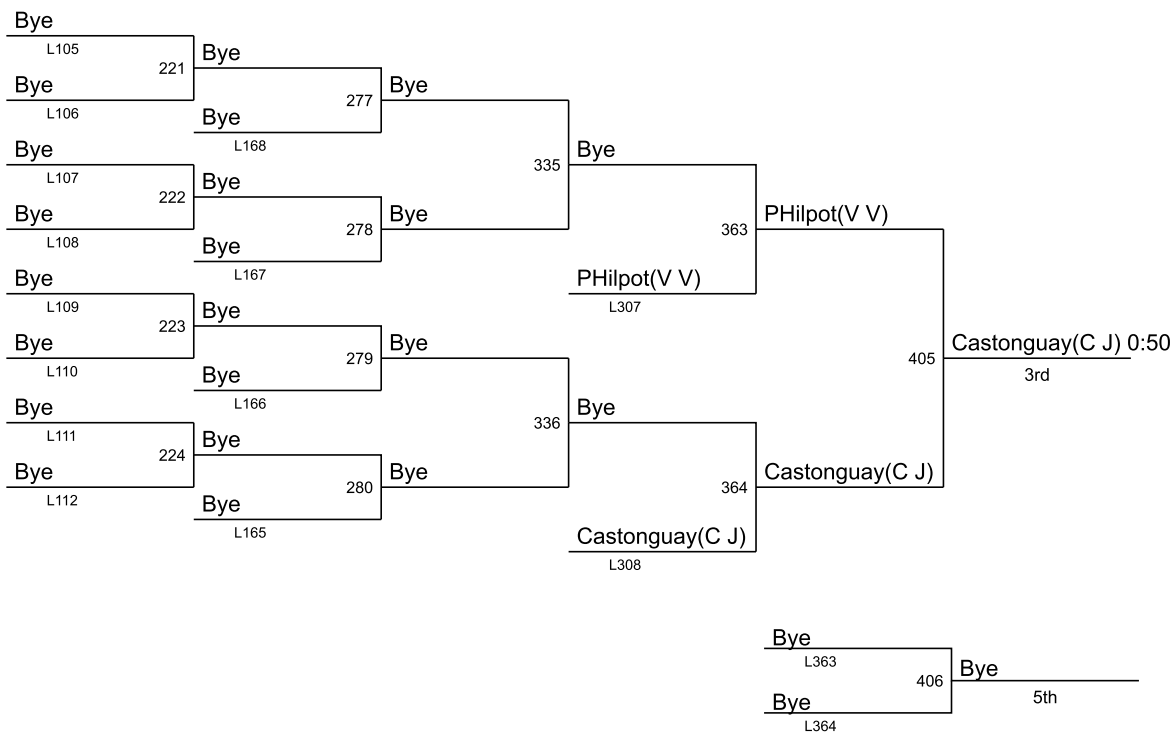 Bye
L105
221
Bye
Bye
L106
277
Bye
Bye
L168
Bye
L107
335
Bye
222
Bye
Bye
L108
278
Bye
363
PHilpot(V V)
Bye
L167
PHilpot(V V)
L307
Bye
L109
223
Bye
Bye
L110
279
Bye
405
Castonguay(C J) 0:50
3rd
Bye
L166
Bye
L111
336
Bye
224
Bye
Bye
L112
280
Bye
364
Castonguay(C J)
Bye
L165
Castonguay(C J)
L308
Bye
L363
406
Bye
5th
Bye
L364